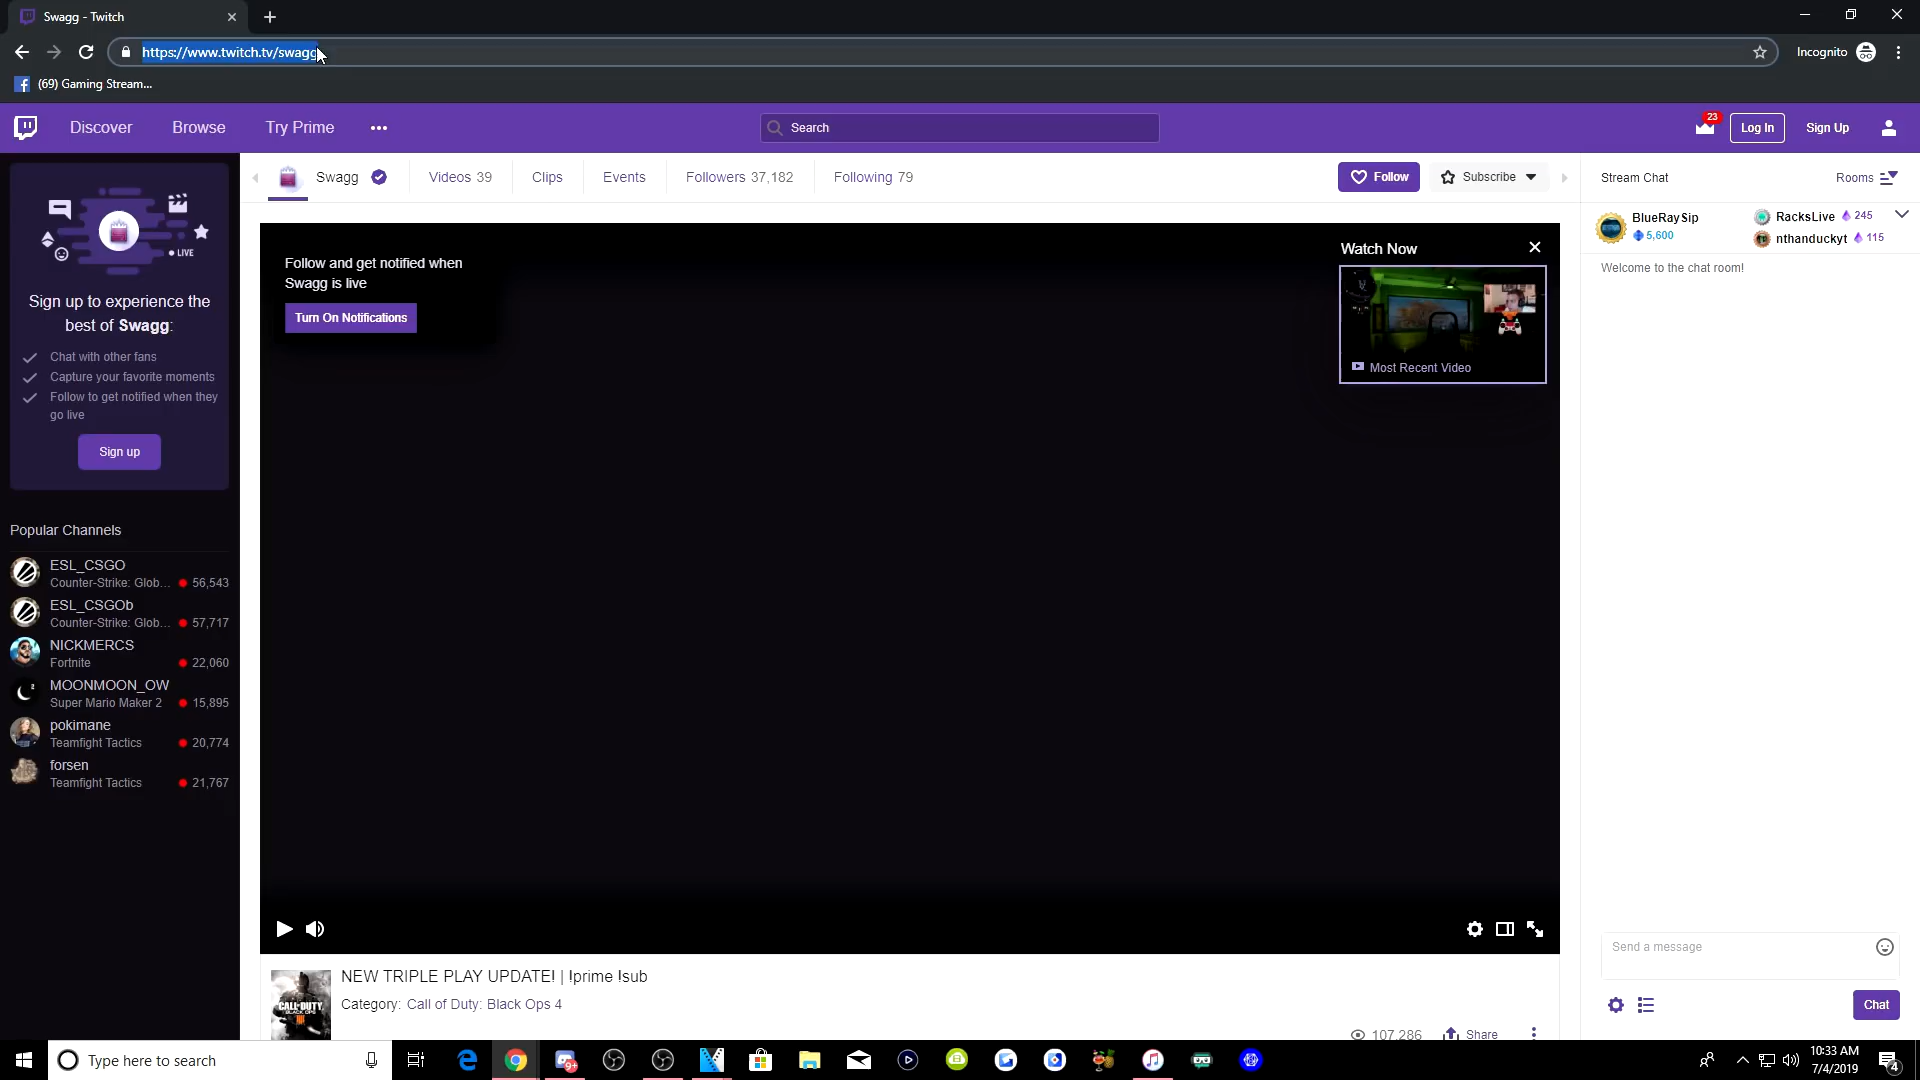 Swagg - Twitch
https://www.twitch.tv/swagg
Incognito
(69) Gaming Stream...
Discover
Browse
Try Prime
Search
23
Log In
Sign Up
Swagg
Videos 39
Clips
Events
Followers 37,182
Following 79
Follow
Subscribe
Stream Chat
Rooms
LIVE
Sign up to experience the
best of Swagg:
Chat with other fans
Capture your favorite moments
Follow to get notified when they
go live
Sign up
Popular Channels
ESL_CSGO
Counter-Strike: Glob... 56,543
ESL_CSGOb
Counter-Strike: Glob... 57,717
NICKMERCS
Fortnite 22,060
MOONMOON_OW
Super Mario Maker 2 15,895
pokimane
Teamfight Tactics 20,774
forsen
Teamfight Tactics 21,767
Follow and get notified when
Swagg is live
Turn On Notifications
Watch Now
Most Recent Video
BlueRaySip
5,600
RacksLive 245
nthanduckyt 115
Welcome to the chat room!
NEW TRIPLE PLAY UPDATE! | !prime !sub
Category: Call of Duty: Black Ops 4
CALL·DUTY
BLACK OPS
107,286
Share
Send a message
Chat
Type here to search
9+
10:33 AM
7/4/2019
4